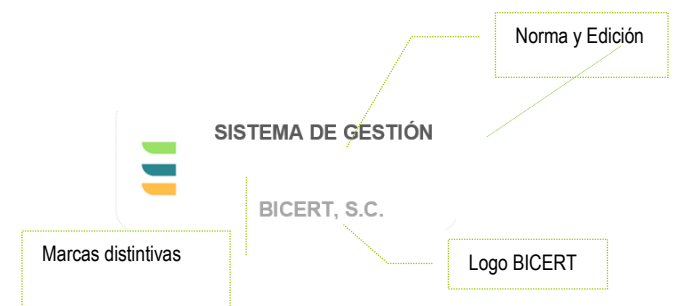 Norma y Edición
SISTEMA DE GESTIÓN
BICERT, S.C.
Marcas distintivas
Logo BICERT